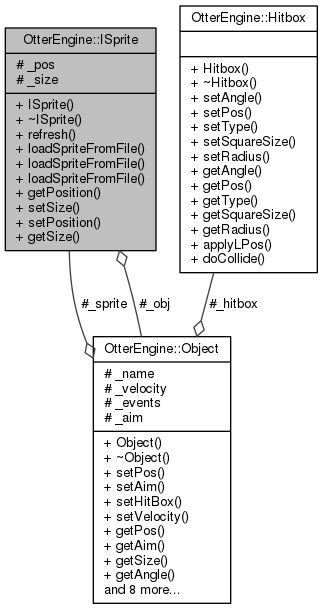 OtterEngine::ISprite
# _pos
# _size
+ ISprite()
+ ~ISprite()
+ refresh()
+ loadSpriteFromFile()
+ loadSpriteFromFile()
+ loadSpriteFromFile()
+ getPosition()
+ setSize()
+ setPosition()
+ getSize()
OtterEngine::Hitbox
+ Hitbox()
+ ~Hitbox()
+ setAngle()
+ setPos()
+ setType()
+ setSquareSize()
+ setRadius()
+ getAngle()
+ getPos()
+ getType()
+ getSquareSize()
+ getRadius()
+ applyLPos()
+ doCollide()
#_sprite
#_obj
#_hitbox
OtterEngine::Object
# _name
# _velocity
# _events
# _aim
+ Object()
+ ~Object()
+ setPos()
+ setAim()
+ setHitBox()
+ setVelocity()
+ getPos()
+ getAim()
+ getSize()
+ getAngle()
and 8 more...